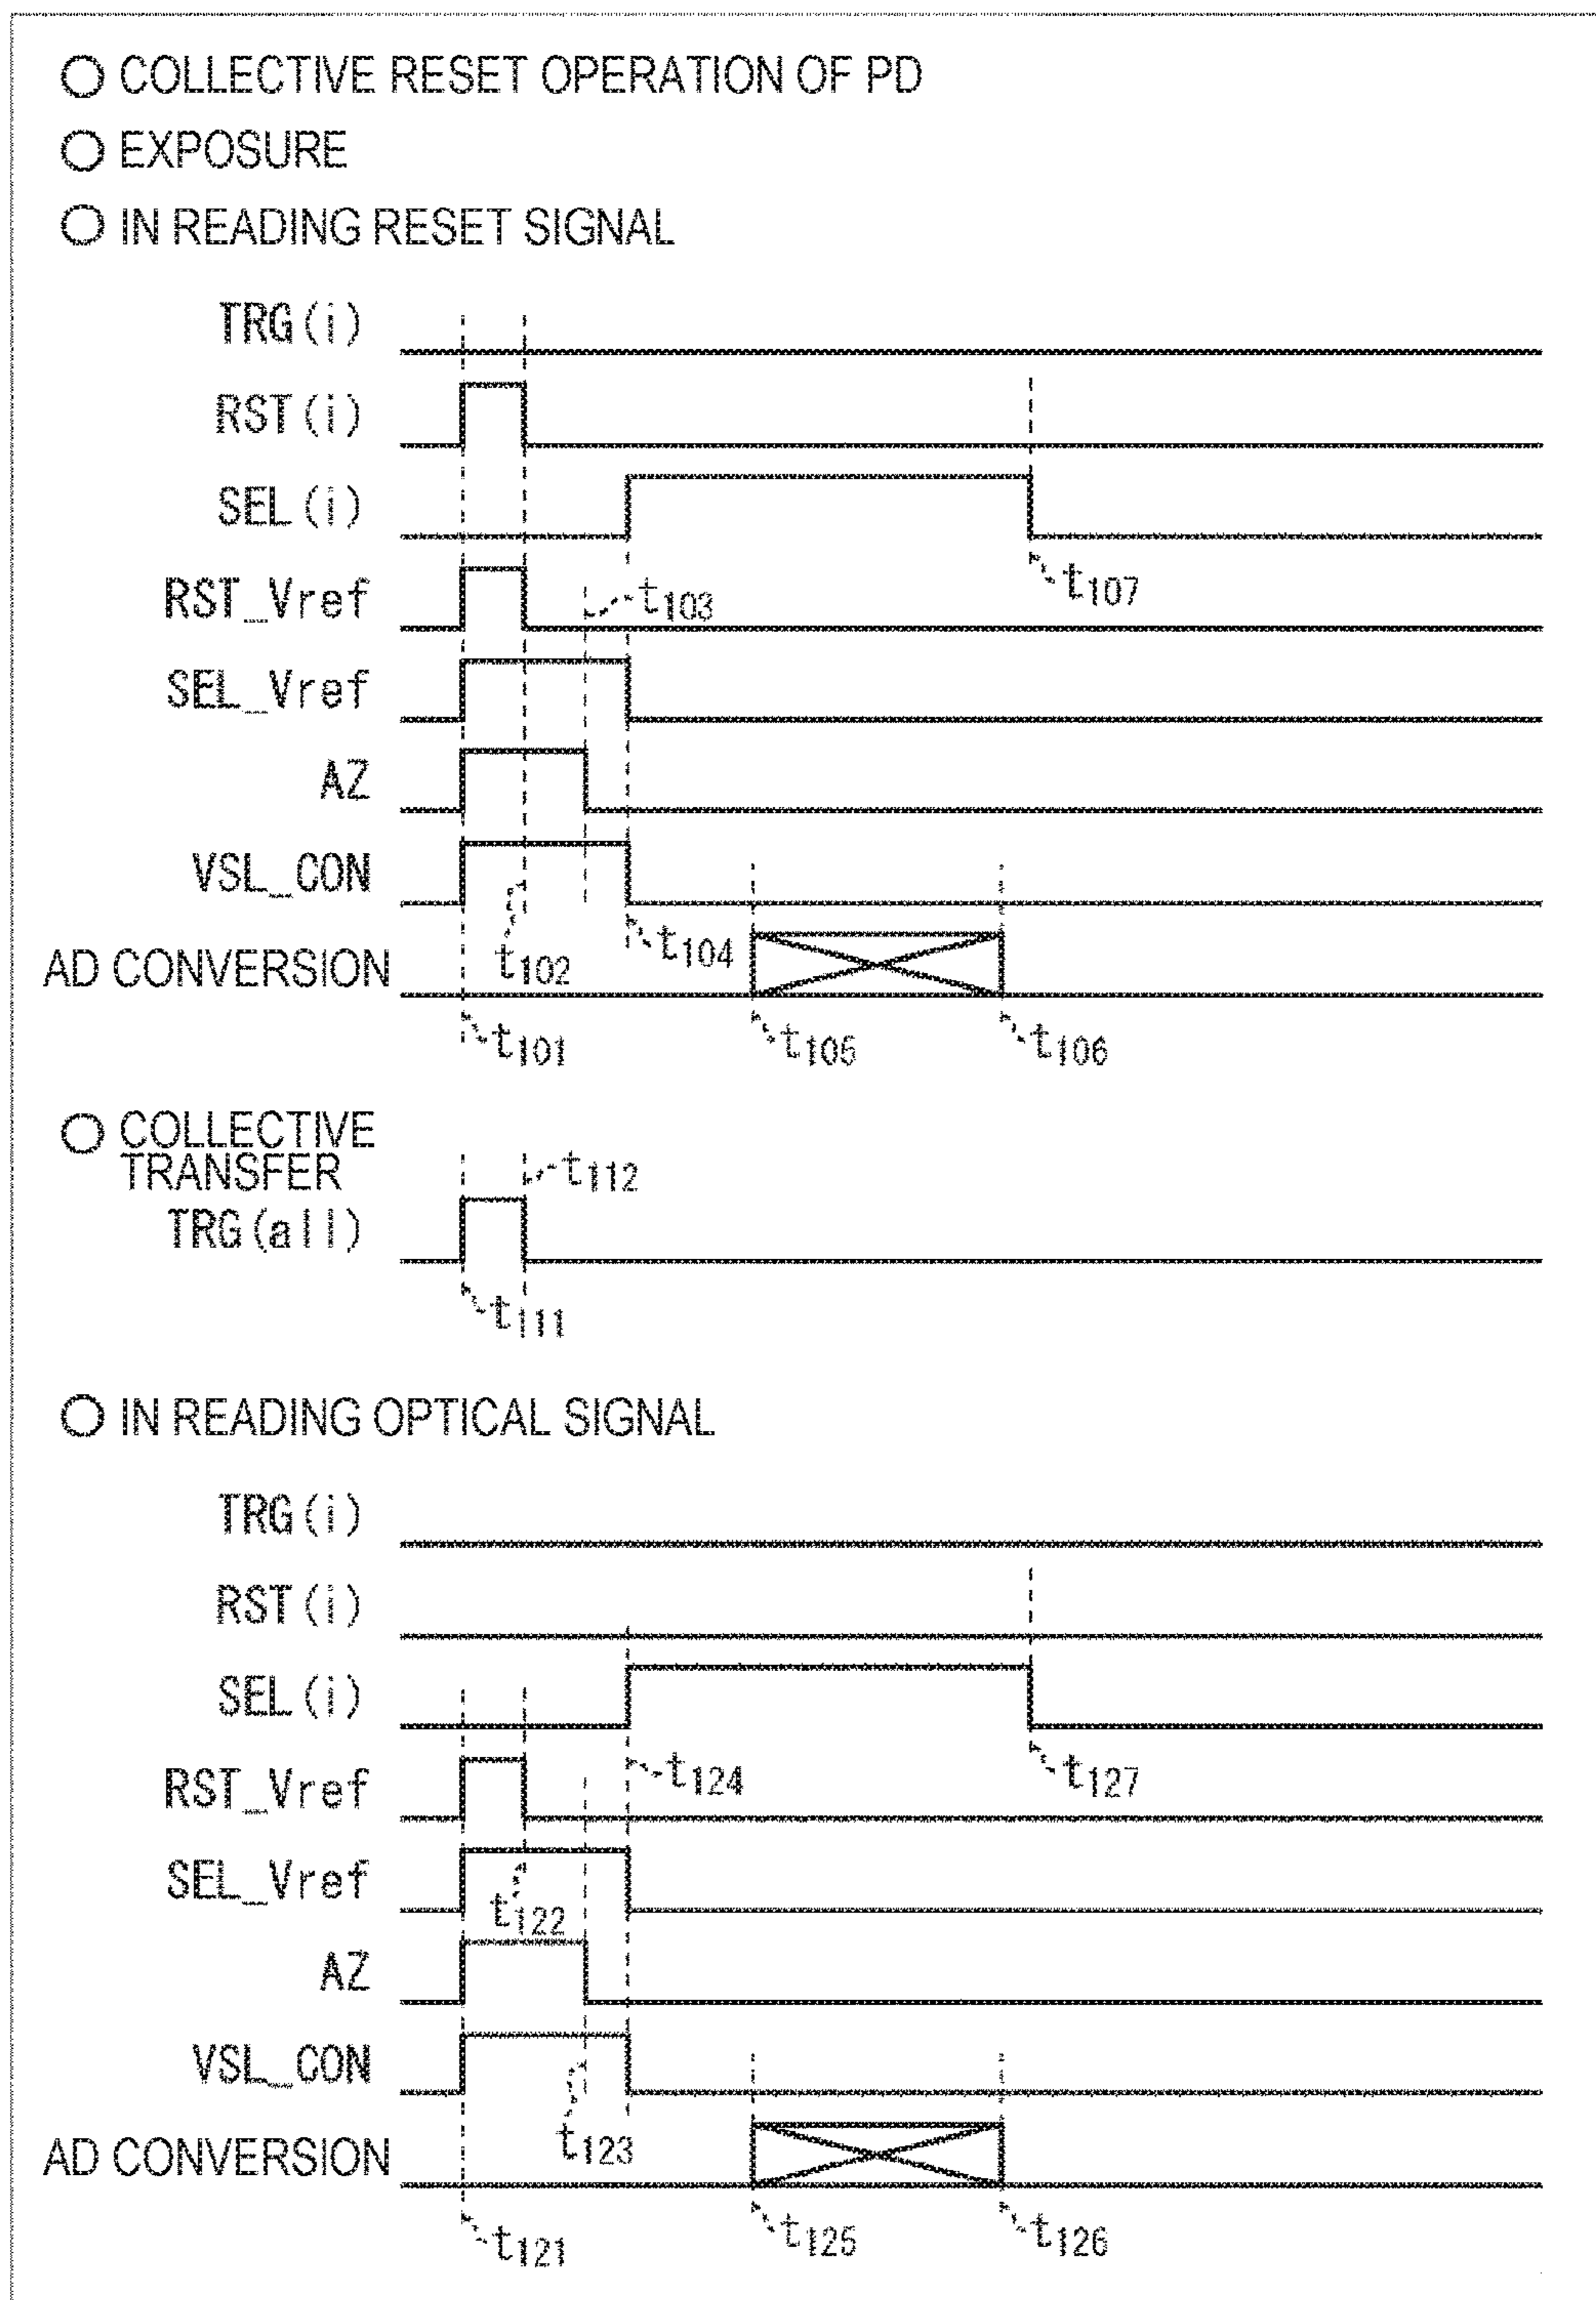 ○ COLLECTIVE RESET OPERATION OF PD
○ EXPOSURE
○ IN READING RESET SIGNAL
TRG(i)
RST(i)
SEL(i)
t107
RST_Vref
t103
SEL_Vref
AZ
VSL_CON
t102
t104
AD CONVERSION
t101
t105
t106
○ COLLECTIVE
TRANSFER
t112
TRG(all)
t111
○ IN READING OPTICAL SIGNAL
TRG(i)
RST(i)
SEL(i)
t124
t127
RST_Vref
SEL_Vref
t122
AZ
VSL_CON
t123
AD CONVERSION
t121
t125
t126